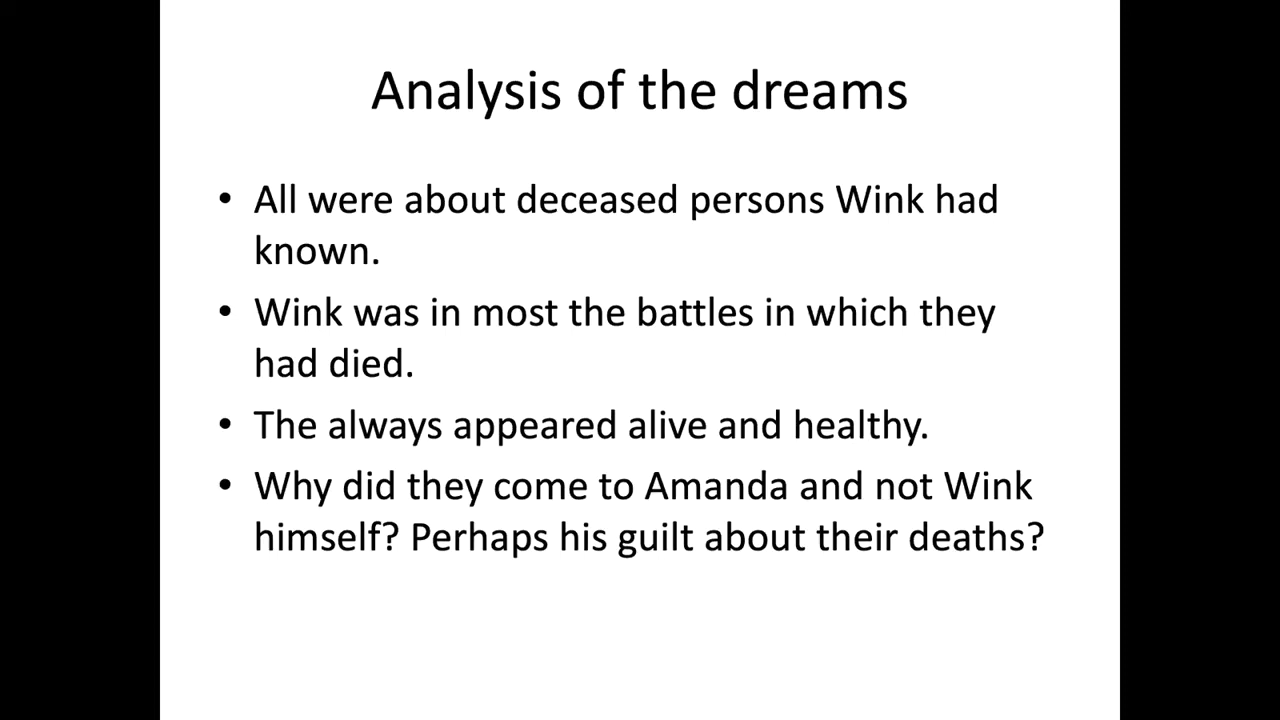 Analysis of the dreams
• All were about deceased persons Wink had
known.
• Wink was in most the battles in which they
had died.
• The always appeared alive and healthy.
• Why did they come to Amanda and not Wink
himself? Perhaps his guilt about their deaths?